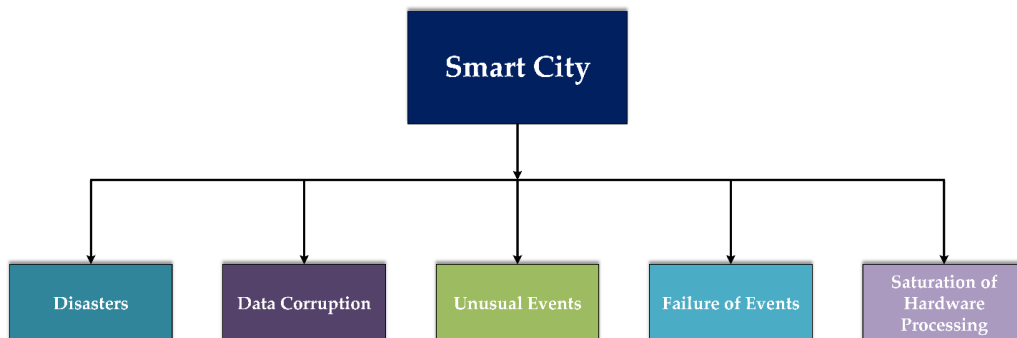 Smart City
Disasters
Data Corruption
Unusual Events
Failure of Events
Saturation of
Hardware
Processing